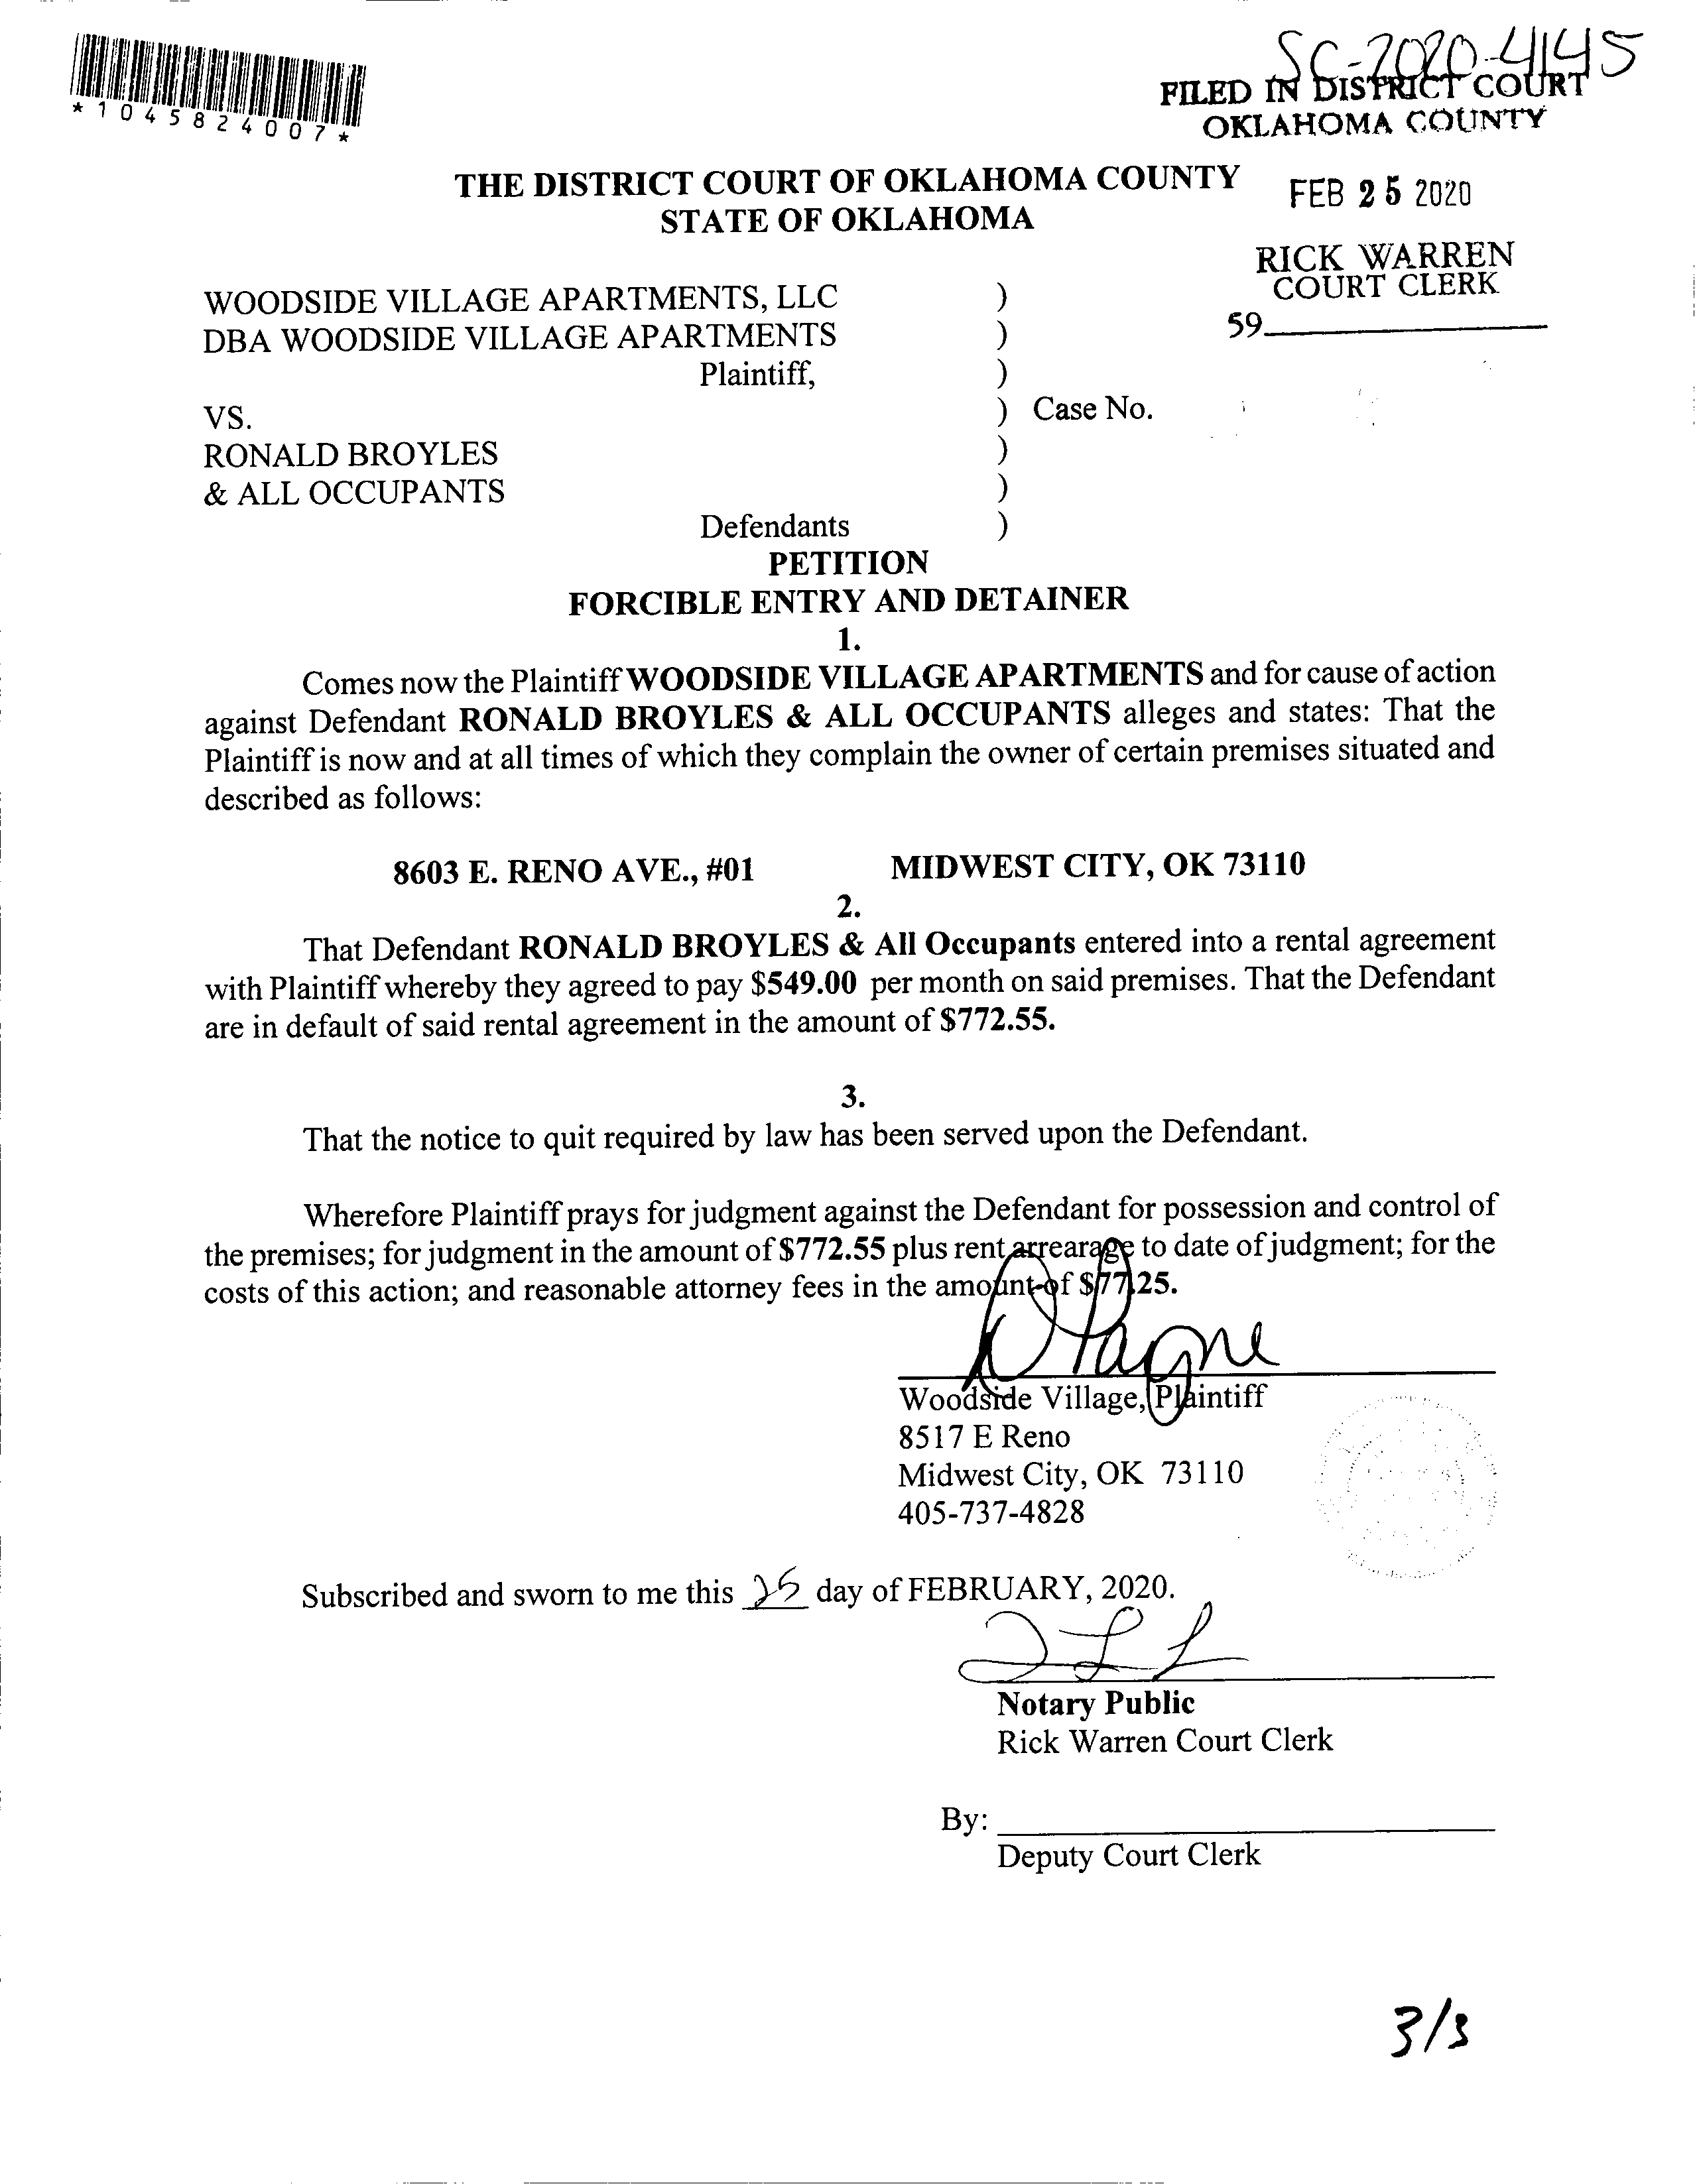 SC-2020-4145
*1045824007*
FILED IN DISTRICT COURT
OKLAHOMA COUNTY
THE DISTRICT COURT OF OKLAHOMA COUNTY
STATE OF OKLAHOMA
FEB 25 2020
RICK WARREN
COURT CLERK
59
WOODSIDE VILLAGE APARTMENTS, LLC )
DBA WOODSIDE VILLAGE APARTMENTS )
Plaintiff, )
VS. ) Case No.
RONALD BROYLES )
& ALL OCCUPANTS )
Defendants )
PETITION
FORCIBLE ENTRY AND DETAINER
1.
Comes now the Plaintiff WOODSIDE VILLAGE APARTMENTS and for cause of action
against Defendant RONALD BROYLES & ALL OCCUPANTS alleges and states: That the
Plaintiff is now and at all times of which they complain the owner of certain premises situated and
described as follows:
8603 E. RENO AVE., #01 MIDWEST CITY, OK 73110
2.
That Defendant RONALD BROYLES & All Occupants entered into a rental agreement
with Plaintiff whereby they agreed to pay $549.00 per month on said premises. That the Defendant
are in default of said rental agreement in the amount of $772.55.
3.
That the notice to quit required by law has been served upon the Defendant.
Wherefore Plaintiff prays for judgment against the Defendant for possession and control of
the premises; for judgment in the amount of $772.55 plus rent arrearage to date of judgment; for the
costs of this action; and reasonable attorney fees in the amount of $77.25.
D Payne
Woodside Village, Plaintiff
8517 E Reno
Midwest City, OK 73110
405-737-4828
Subscribed and sworn to me this 25 day of FEBRUARY, 2020.
Notary Public
Rick Warren Court Clerk
By:
Deputy Court Clerk
3/3